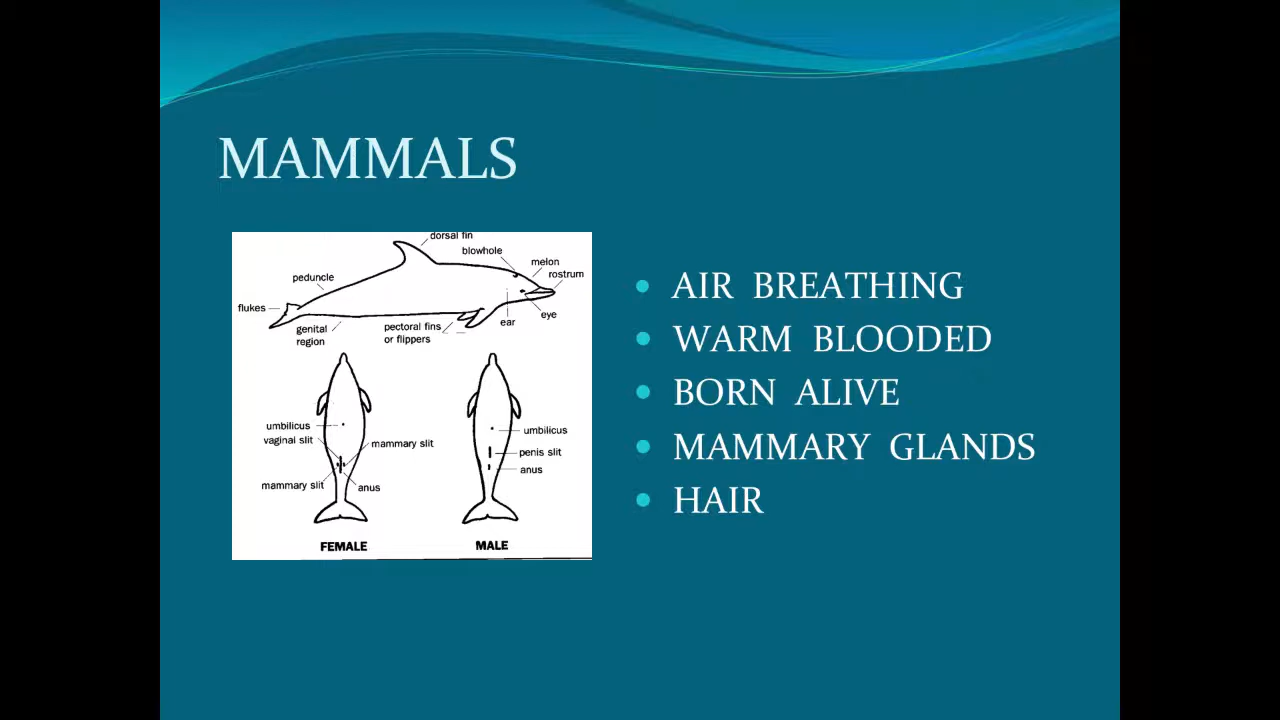 MAMMALS
dorsal fin
blowhole
melon
rostrum
peduncle
flukes
genital
region
pectoral fins
or flippers
ear
eye
umbilicus
vaginal slit
mammary slit
mammary slit
anus
FEMALE
umbilicus
penis slit
anus
MALE
• AIR BREATHING
• WARM BLOODED
• BORN ALIVE
• MAMMARY GLANDS
• HAIR